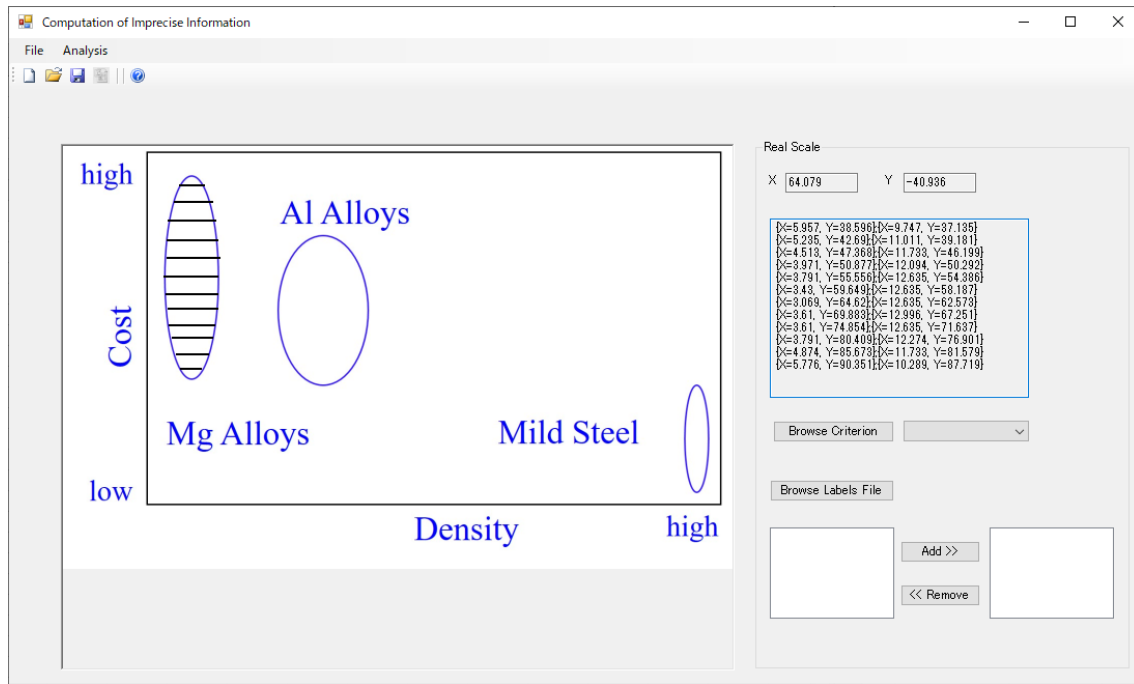 Computation of Imprecise Information
File Analysis
high
Al Alloys
Cost
Mg Alloys
Mild Steel
low
Density
high
Real Scale
X 64.079 Y -40.936
{X=5.957, Y=38.596};{X=9.747, Y=37.135}
{X=5.235, Y=42.69};{X=11.011, Y=39.181}
{X=4.513, Y=47.368};{X=11.733, Y=46.199}
{X=3.971, Y=50.877};{X=12.094, Y=50.292}
{X=3.791, Y=55.556};{X=12.635, Y=54.386}
{X=3.43, Y=59.649};{X=12.635, Y=58.187}
{X=3.069, Y=64.62};{X=12.635, Y=62.573}
{X=3.61, Y=69.883};{X=12.996, Y=67.251}
{X=3.61, Y=74.854};{X=12.635, Y=71.637}
{X=3.791, Y=80.409};{X=12.274, Y=76.901}
{X=4.874, Y=85.673};{X=11.733, Y=81.579}
{X=5.776, Y=90.351};{X=10.289, Y=87.719}
Browse Criterion
Browse Labels File
Add >>
<< Remove